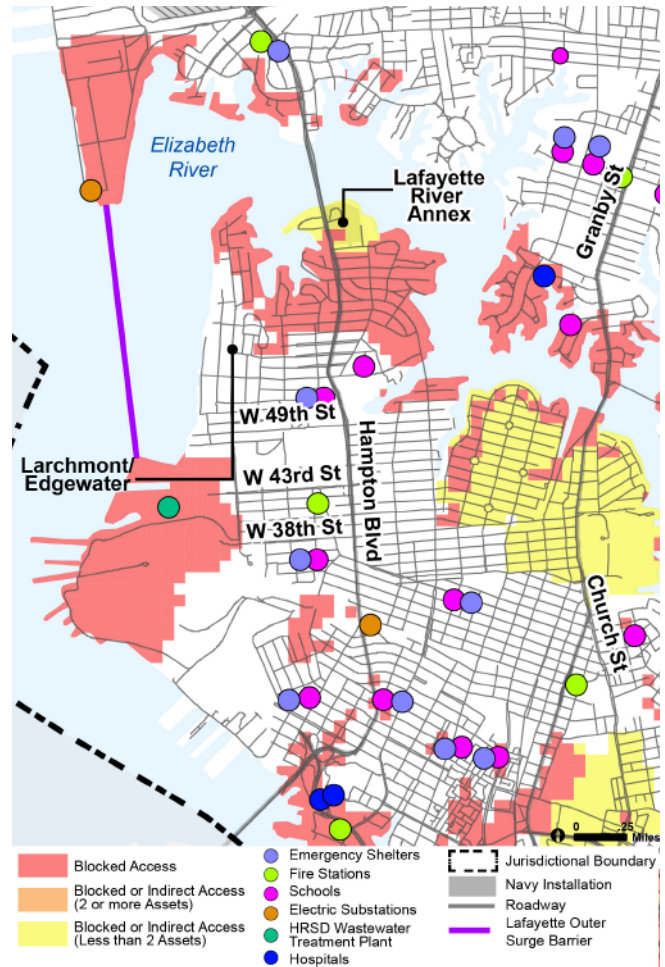 Elizabeth
River
Lafayette
River
Annex
Granby St
W 49th St
Hampton Blvd
Larchmont/
Edgewater
W 43rd St
W 38th St
Church St
0 .25
Miles
Blocked Access
Blocked or Indirect Access
(2 or more Assets)
Blocked or Indirect Access
(Less than 2 Assets)
Emergency Shelters
Fire Stations
Schools
Electric Substations
HRSD Wastewater
Treatment Plant
Hospitals
Jurisdictional Boundary
Navy Installation
Roadway
Lafayette Outer
Surge Barrier